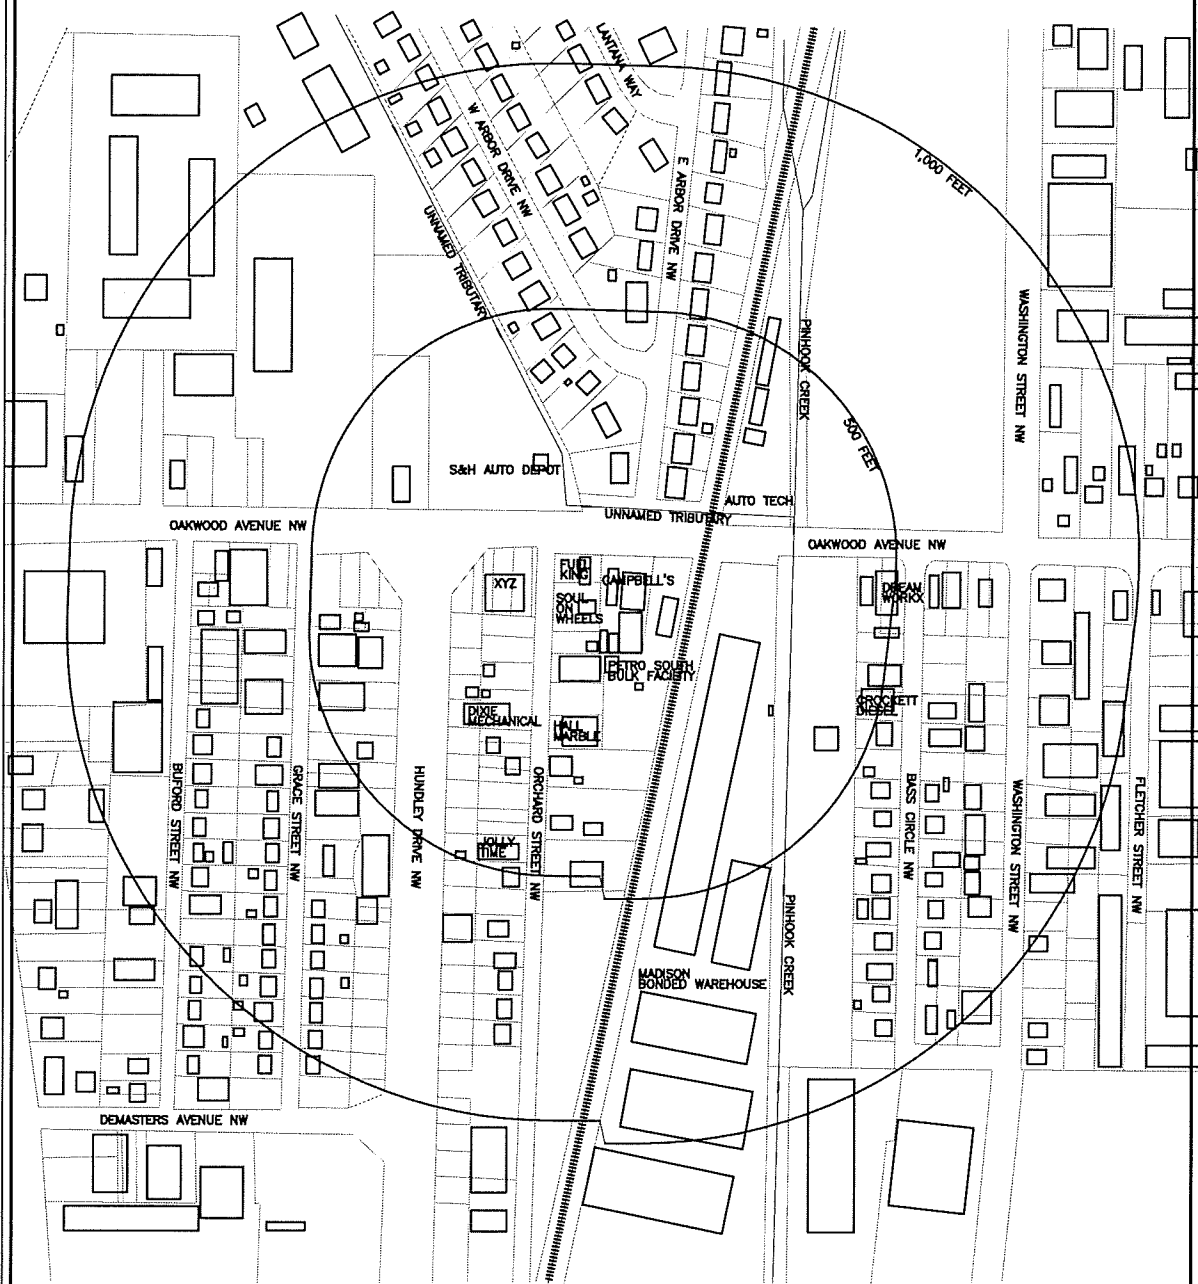 LANTANA WAY
W ARBOR DRIVE NW
1,000 FEET
E ARBOR DRIVE NW
UNNAMED TRIBUTARY
WASHINGTON STREET NW
PINHOOK CREEK
500 FEET
S&H AUTO DEPOT
AUTO TECH
UNNAMED TRIBUTARY
OAKWOOD AVENUE NW
OAKWOOD AVENUE NW
XYZ
FUEL
KING
CAMPBELL'S
DREAM
WORKX
SOUL
ON
WHEELS
PETRO SOUTH
BULK FACILITY
CROCKETT
DIESEL
DIXIE
MECHANICAL
HALL
MARBLE
BUFORD STREET NW
GRACE STREET NW
HUNDLEY DRIVE NW
ORCHARD STREET NW
BASS CIRCLE NW
WASHINGTON STREET NW
FLETCHER STREET NW
JOLLY
TIME
PINHOOK CREEK
MADISON
BONDED WAREHOUSE
DEMASTERS AVENUE NW